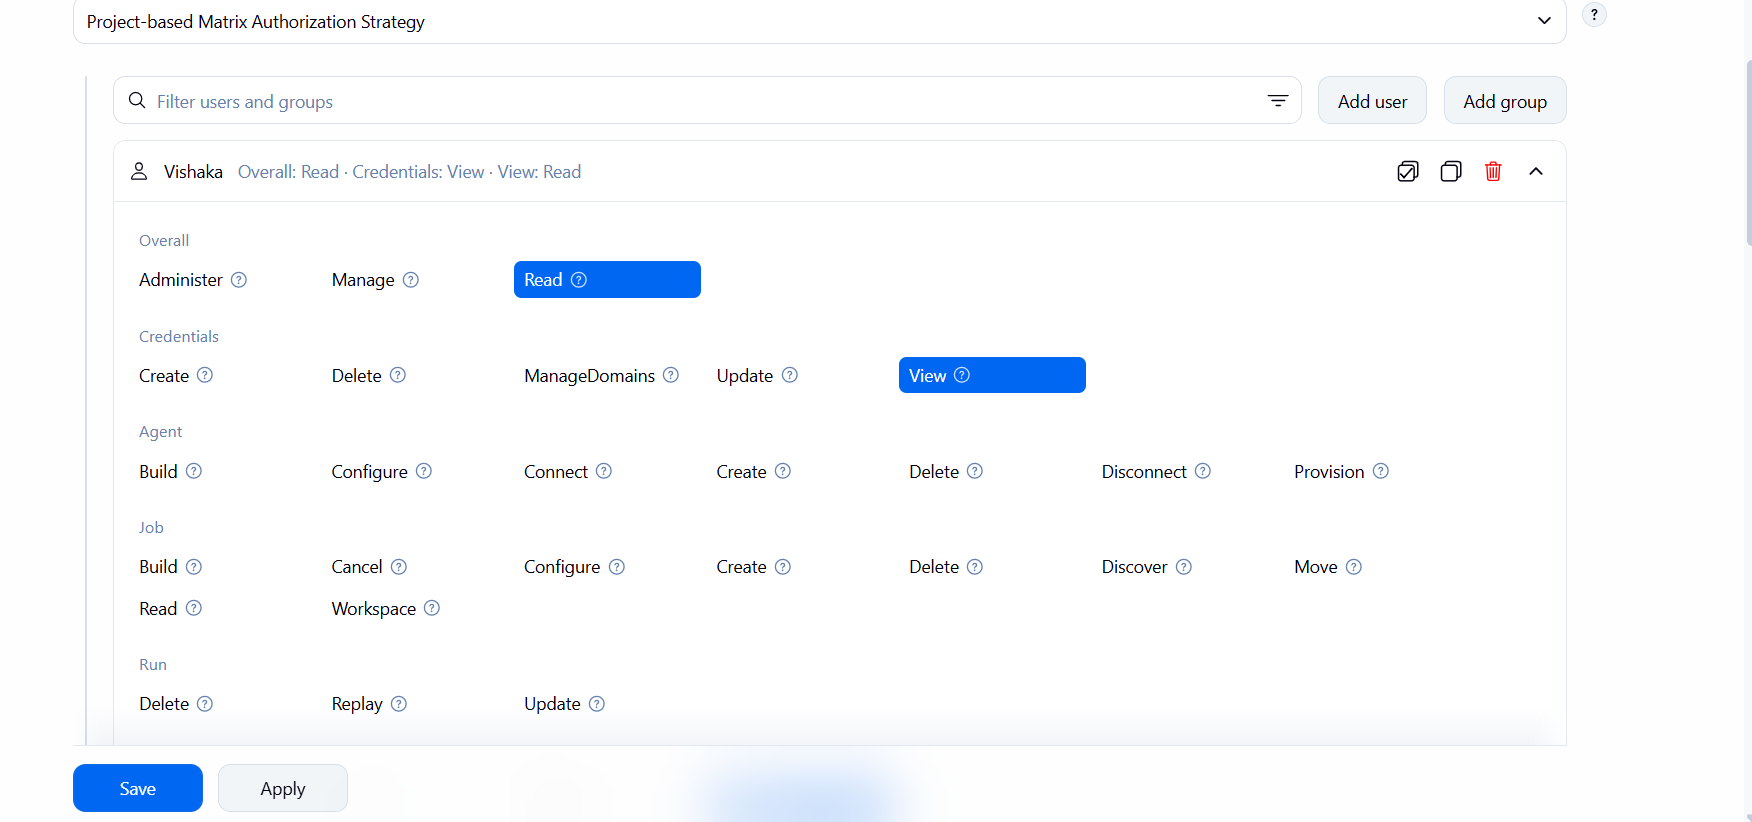 Project-based Matrix Authorization Strategy
?
Filter users and groups
Add user
Add group
Vishaka Overall: Read · Credentials: View · View: Read
Overall
Administer ? Manage ? Read ?
Credentials
Create ? Delete ? ManageDomains ? Update ? View ?
Agent
Build ? Configure ? Connect ? Create ? Delete ? Disconnect ? Provision ?
Job
Build ? Cancel ? Configure ? Create ? Delete ? Discover ? Move ?
Read ? Workspace ?
Run
Delete ? Replay ? Update ?
Save
Apply